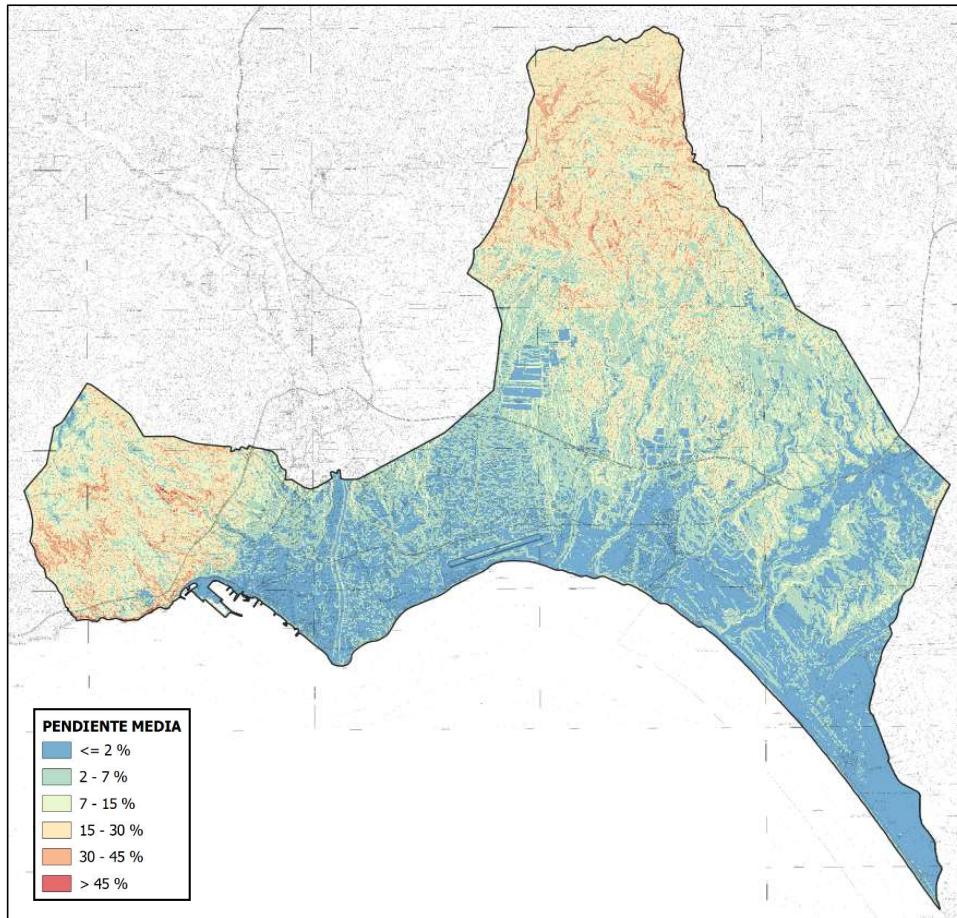 PENDIENTE MEDIA
<= 2 %
2 - 7 %
7 - 15 %
15 - 30 %
30 - 45 %
> 45 %